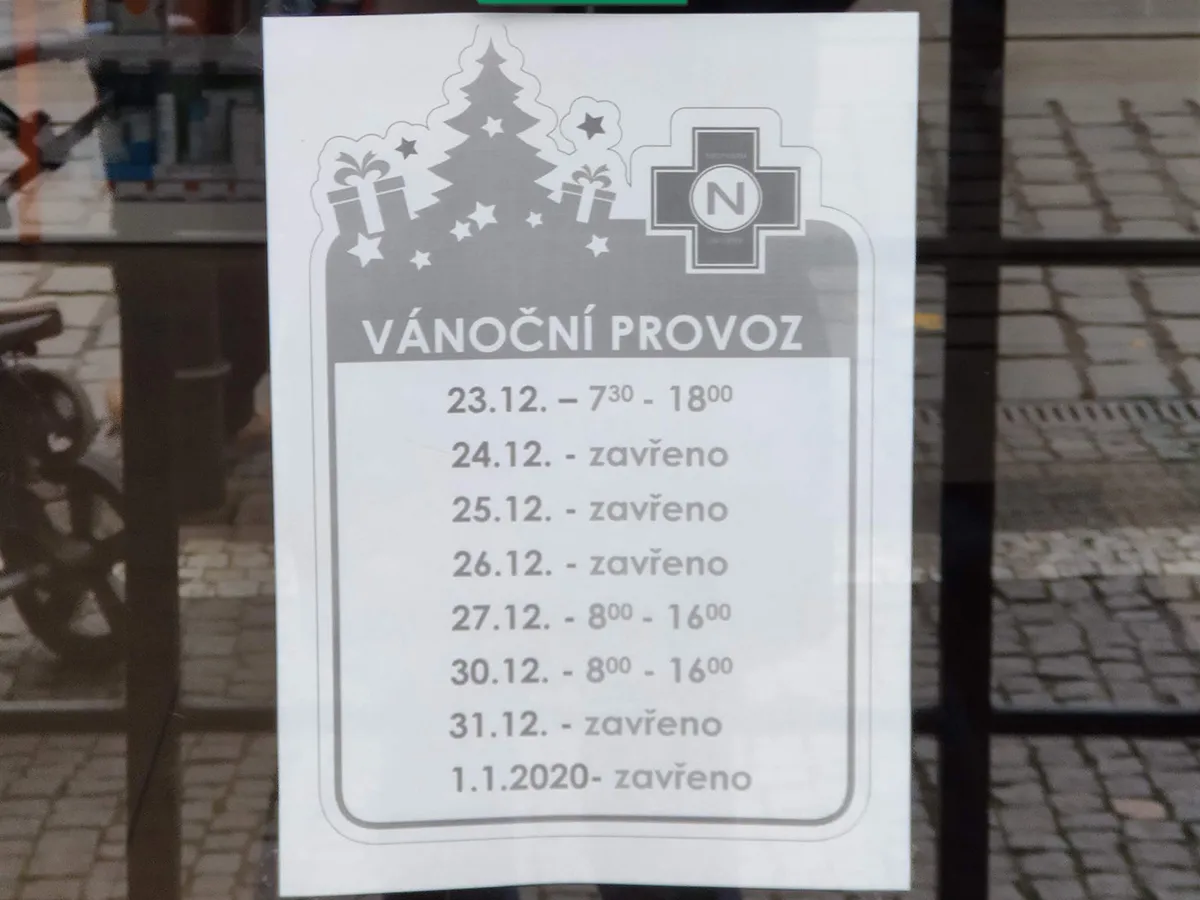 N
VÁNOČNÍ PROVOZ
23.12. – 7³⁰ - 18⁰⁰
24.12. - zavřeno
25.12. - zavřeno
26.12. - zavřeno
27.12. - 8⁰⁰ - 16⁰⁰
30.12. - 8⁰⁰ - 16⁰⁰
31.12. - zavřeno
1.1.2020- zavřeno